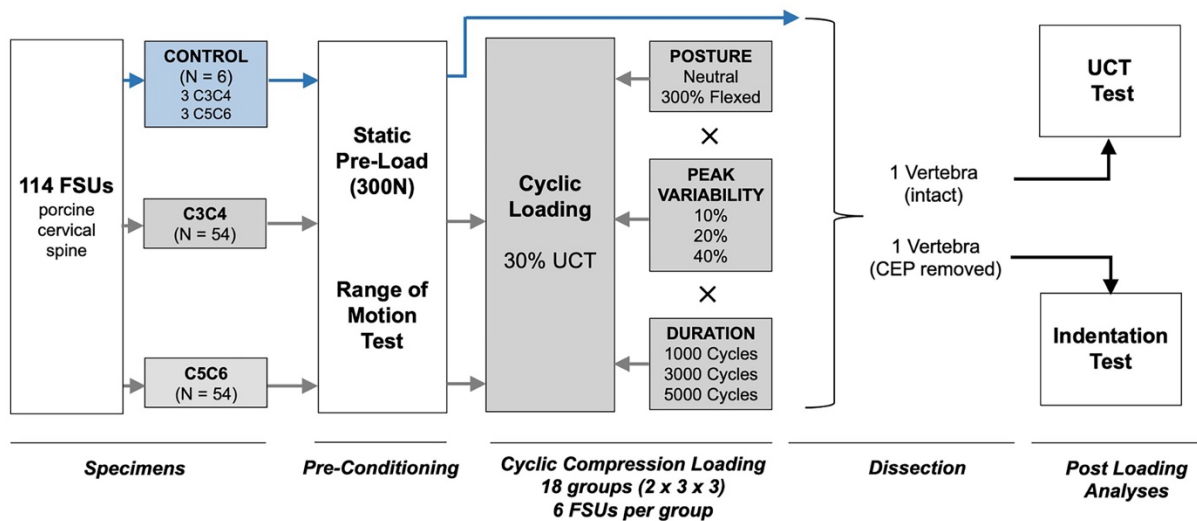 114 FSUs
porcine
cervical
spine
CONTROL
(N = 6)
3 C3C4
3 C5C6
C3C4
(N = 54)
C5C6
(N = 54)
Static
Pre-Load
(300N)
Range of
Motion
Test
Cyclic
Loading
30% UCT
POSTURE
Neutral
300% Flexed
×
PEAK
VARIABILITY
10%
20%
40%
×
DURATION
1000 Cycles
3000 Cycles
5000 Cycles
1 Vertebra
(intact)
1 Vertebra
(CEP removed)
UCT
Test
Indentation
Test
Specimens
Pre-Conditioning
Cyclic Compression Loading
18 groups (2 x 3 x 3)
6 FSUs per group
Dissection
Post Loading
Analyses